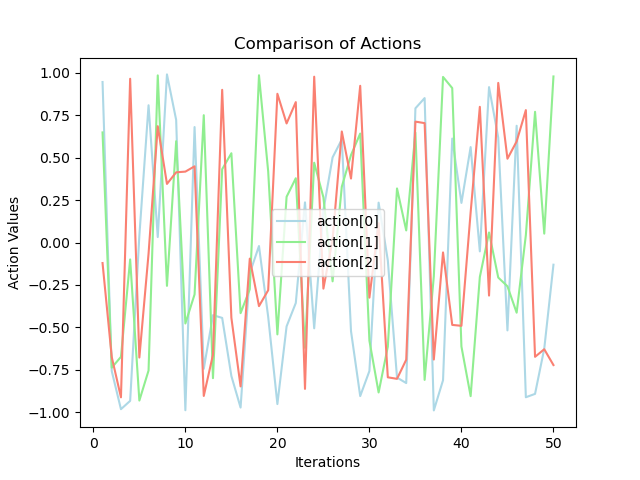 Comparison of Actions
Action Values
1.00
0.75
0.50
0.25
0.00
−0.25
−0.50
−0.75
−1.00
action[0]
action[1]
action[2]
0 10 20 30 40 50
Iterations